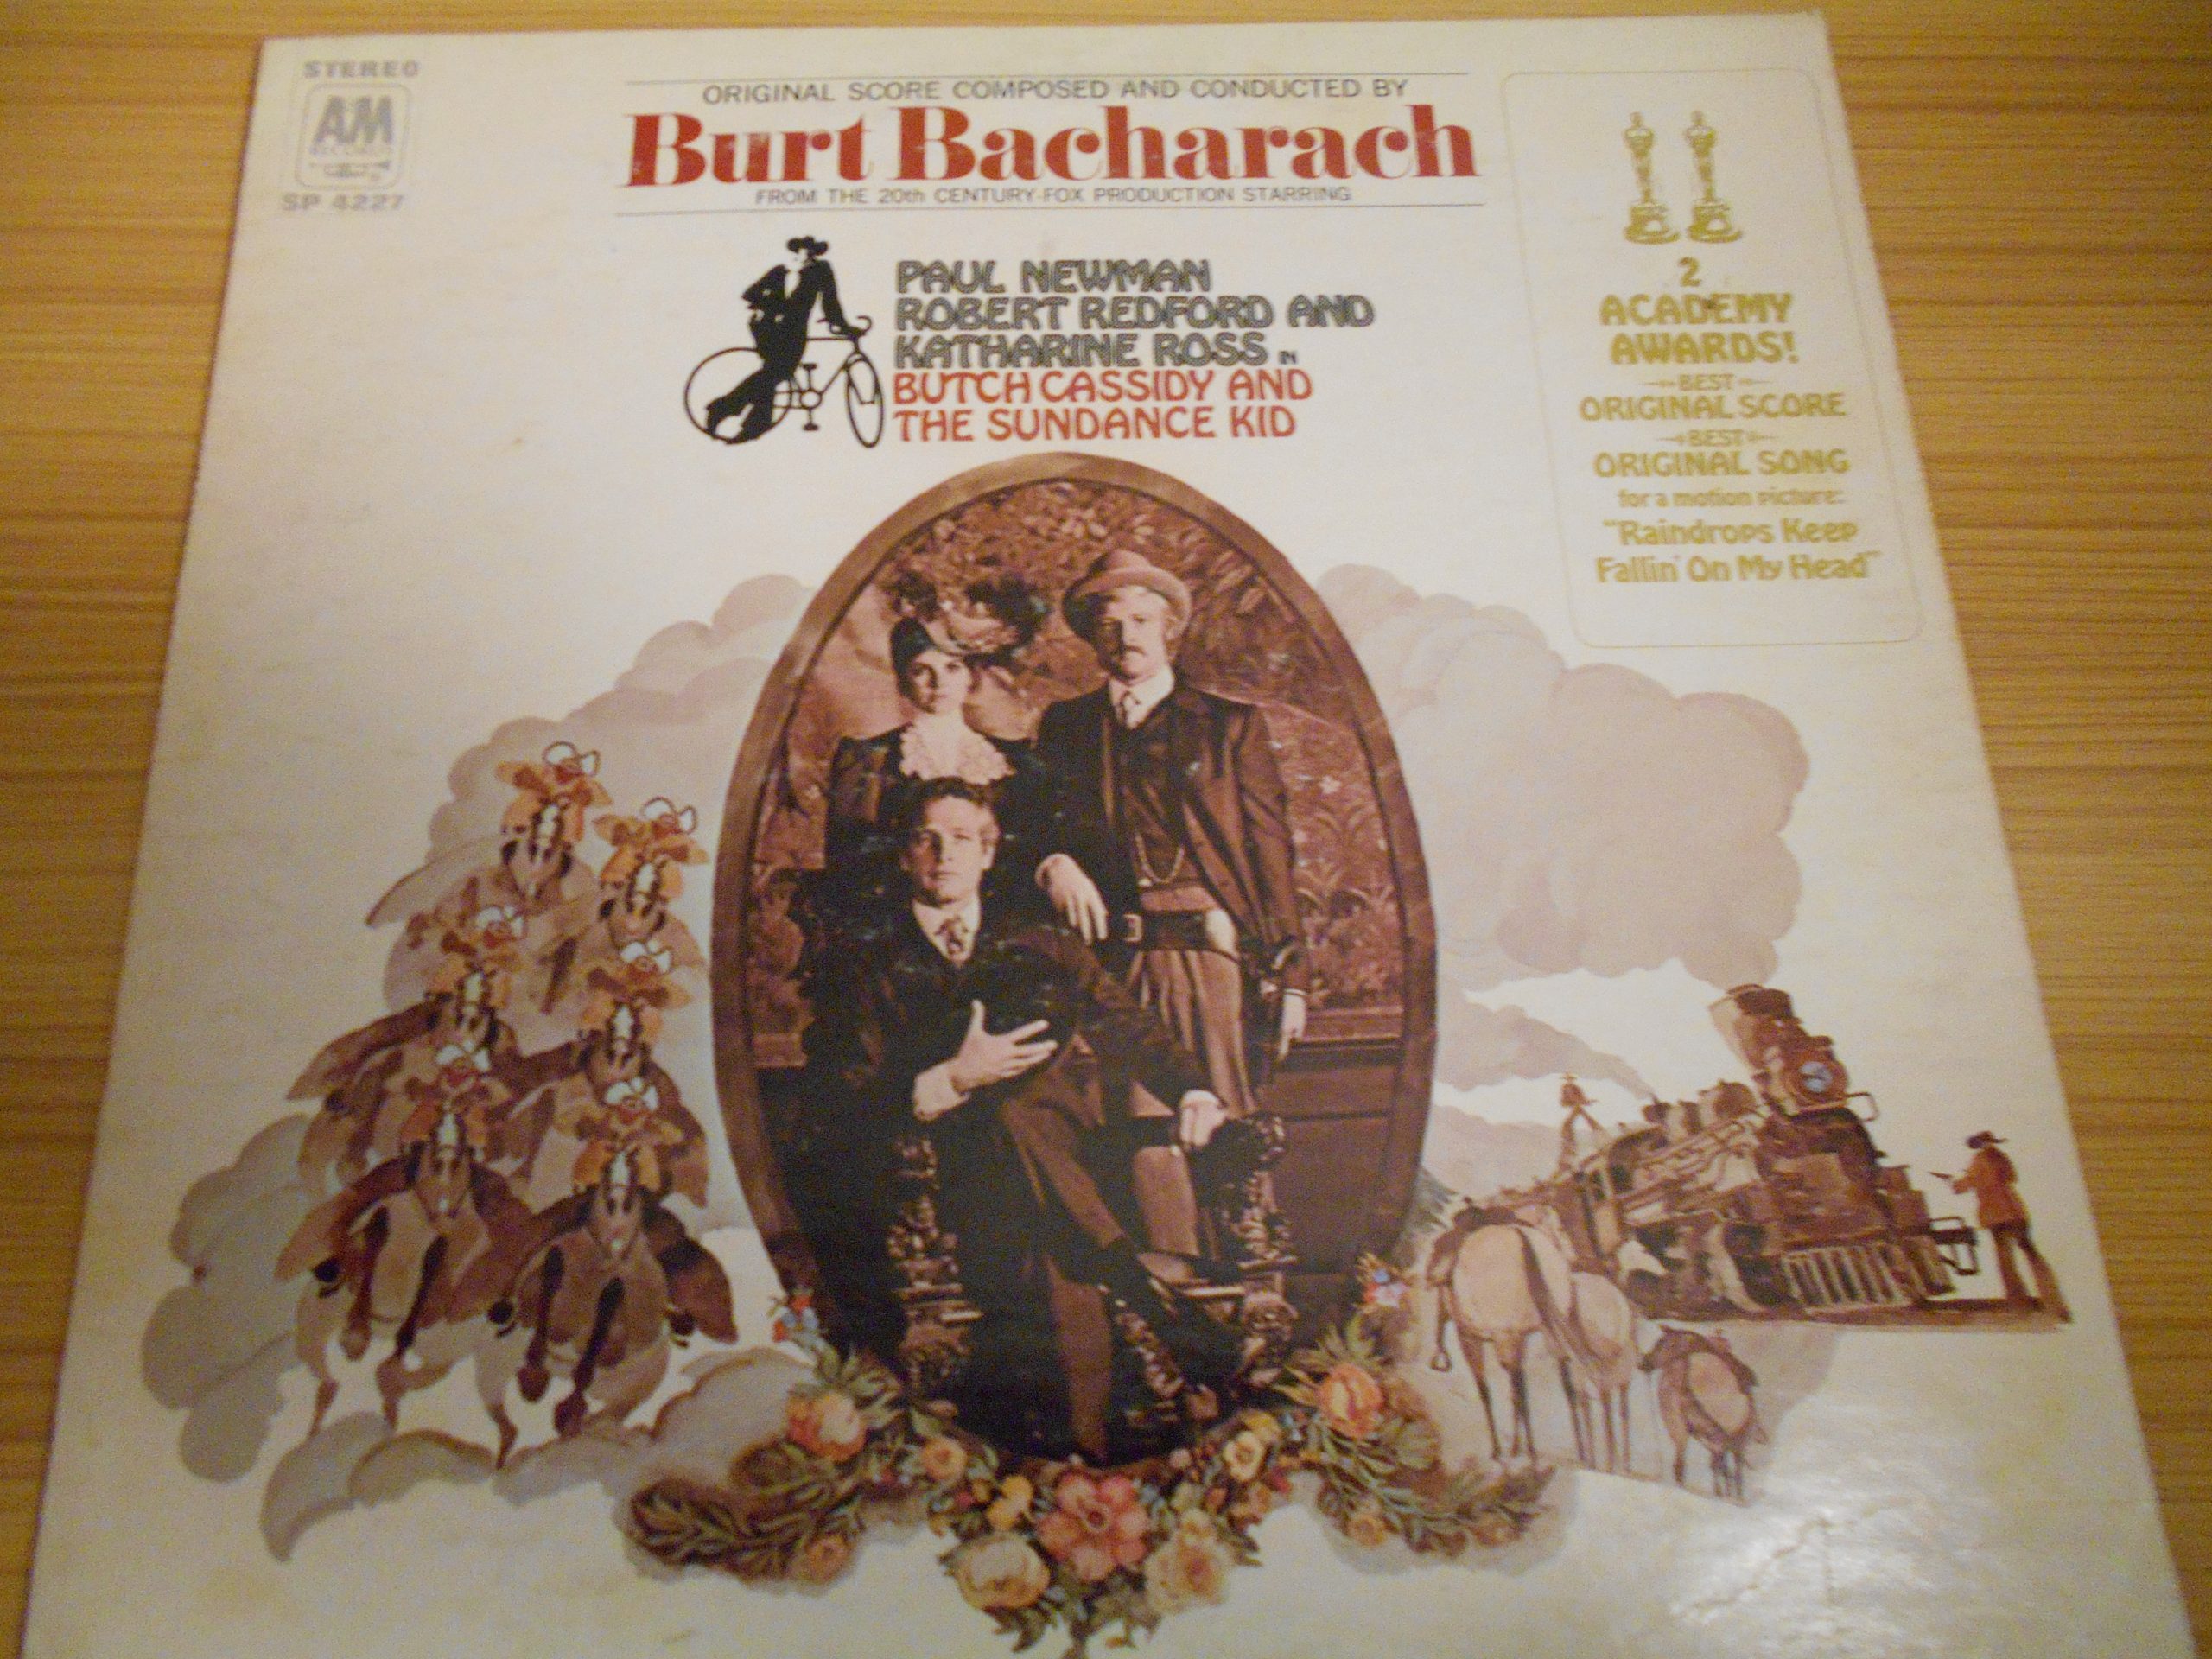 STEREO
A&M
RECORDS
SP 4227
ORIGINAL SCORE COMPOSED AND CONDUCTED BY
Burt Bacharach
FROM THE 20th CENTURY-FOX PRODUCTION STARRING
PAUL NEWMAN
ROBERT REDFORD AND
KATHARINE ROSS IN
BUTCH CASSIDY AND
THE SUNDANCE KID
2
ACADEMY
AWARDS!
BEST
ORIGINAL SCORE
BEST
ORIGINAL SONG
for a motion picture:
"Raindrops Keep
Fallin' On My Head"